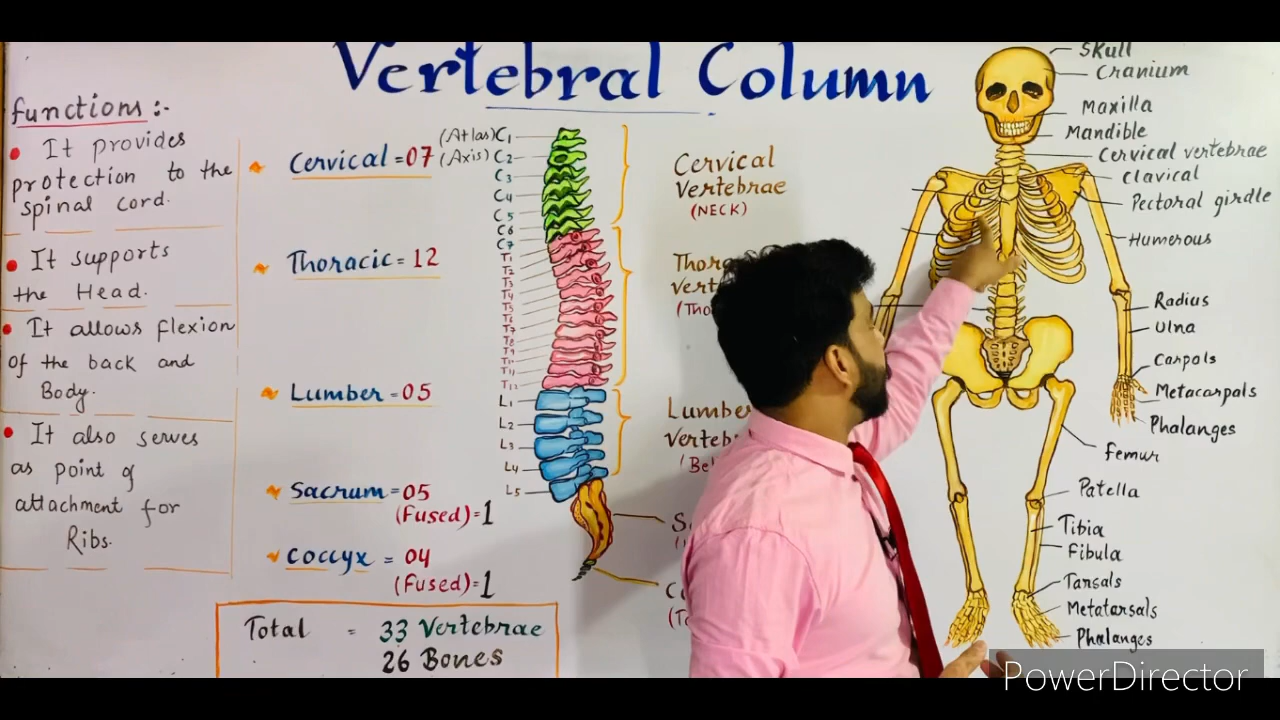 Vertebral Column
functions :-
It provides
protection to the
spinal cord.
It supports
the Head.
It allows flexion
of the back and
Body.
It also serves
as point of
attachment for
Ribs.
Cervical = 07
Thoracic = 12
Lumber = 05
Sacrum = 05
(Fused) = 1
Coccyx = 04
(Fused) = 1
Total = 33 Vertebrae
26 Bones
(Atlas) C1
(Axis) C2
C3
C4
C5
C6
C7
T1
T2
T3
T4
T5
T6
T7
T8
T9
T11
T12
L1
L2
L3
L4
L5
Cervical
Vertebrae
(NECK)
Lumber
Skull
Cranium
Maxilla
Mandible
Cervical vertebrae
Clavical
Pectoral girdle
Humerous
Radius
Ulna
Carpols
Metacarpals
Phalanges
Femur
Patella
Tibia
Fibula
Tarsals
Metatarsals
Phalanges
PowerDirector